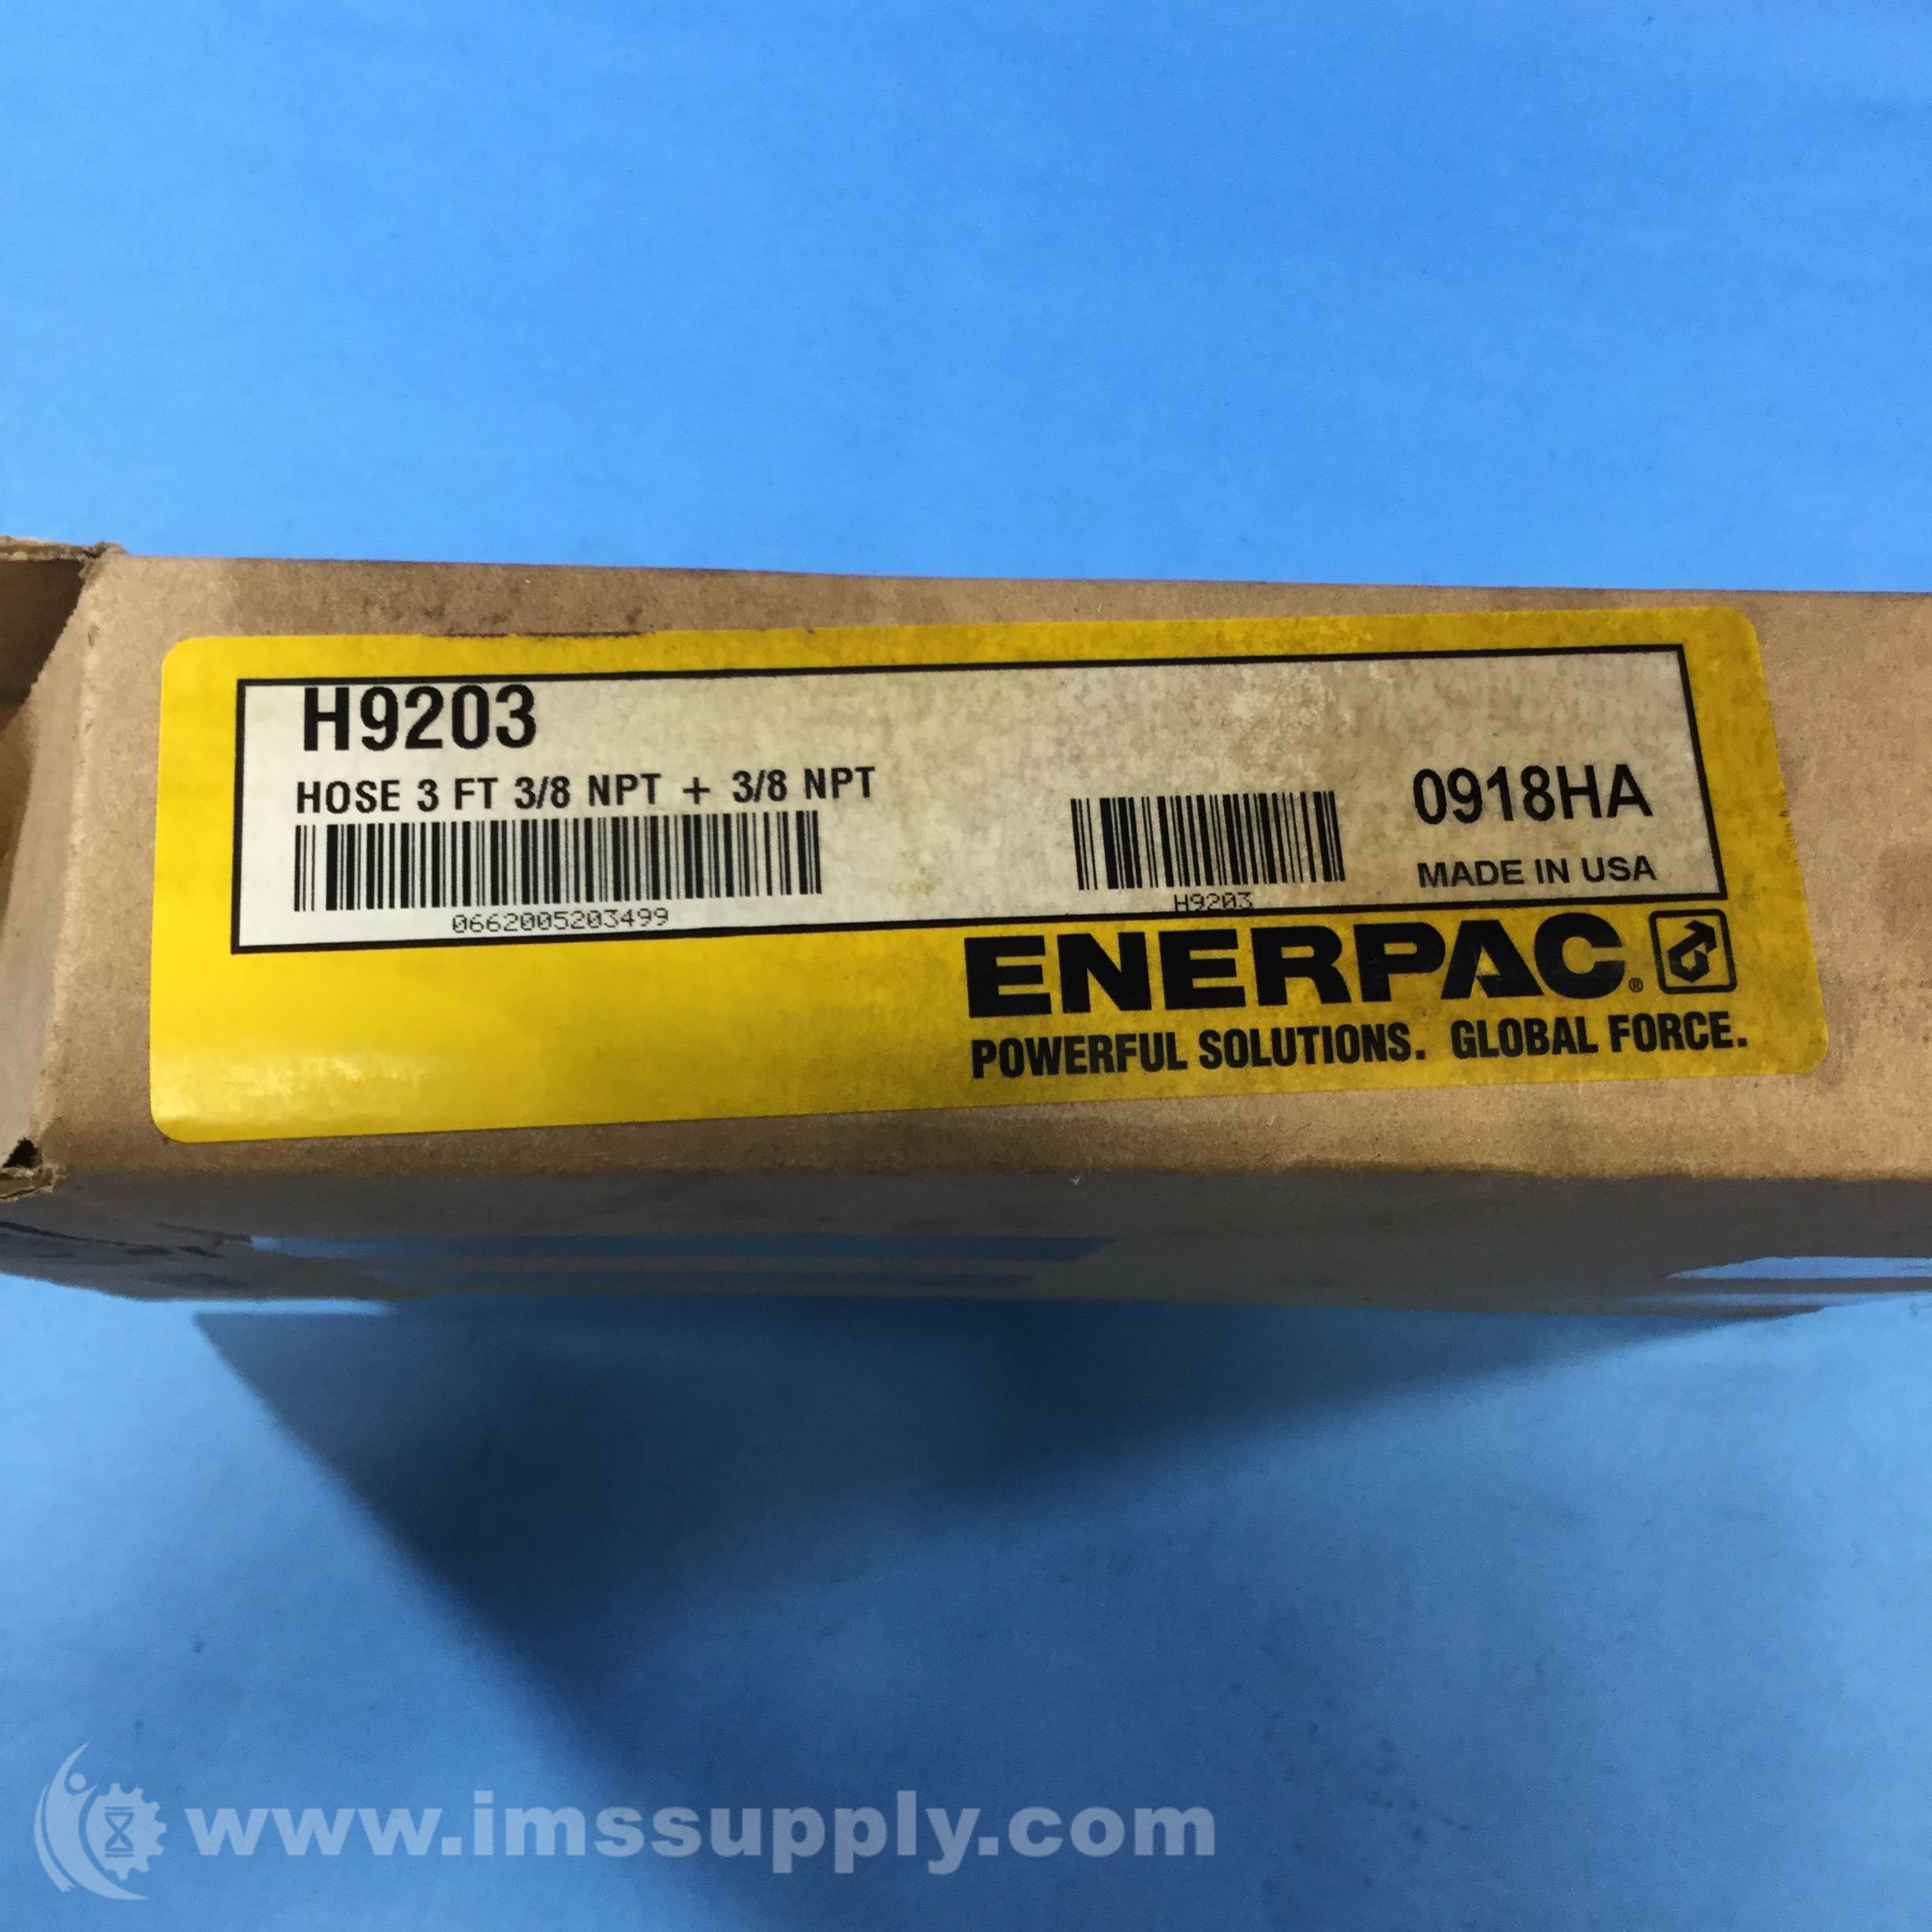 H9203
HOSE 3 FT 3/8 NPT + 3/8 NPT
0662005203499
H9203
0918HA
MADE IN USA
ENERPAC®
POWERFUL SOLUTIONS. GLOBAL FORCE.
www.imssupply.com